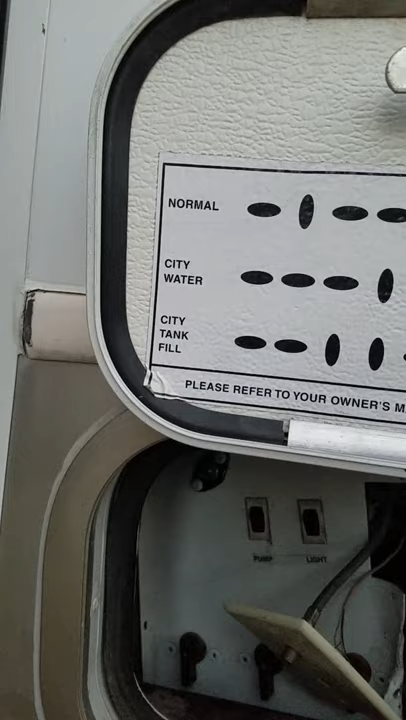 NORMAL
CITY
WATER
CITY
TANK
FILL
PLEASE REFER TO YOUR OWNER'S M
PUMP
LIGHT